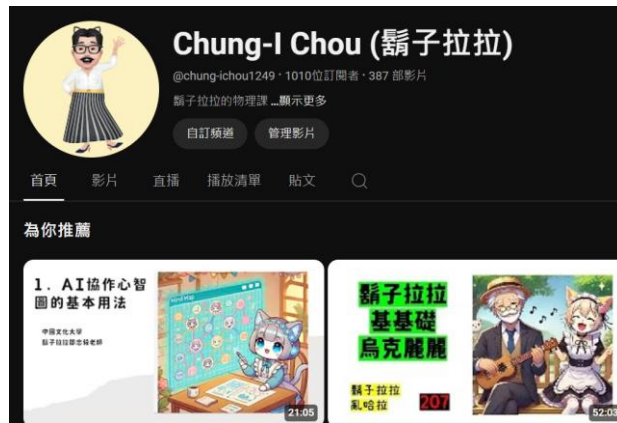 Chung-I Chou (鬍子拉拉)
@chung-ichou1249・1010位訂閱者・387 部影片
鬍子拉拉的物理課 ...顯示更多
自訂頻道 管理影片
首頁 影片 直播 播放清單 貼文
為你推薦
1. AI協作心智
圖的基本用法
中國文化大學
Mind Map
21:05
鬍子拉拉
基基礎
烏克麗麗
鬍子拉拉
亂哈拉
207
52:03